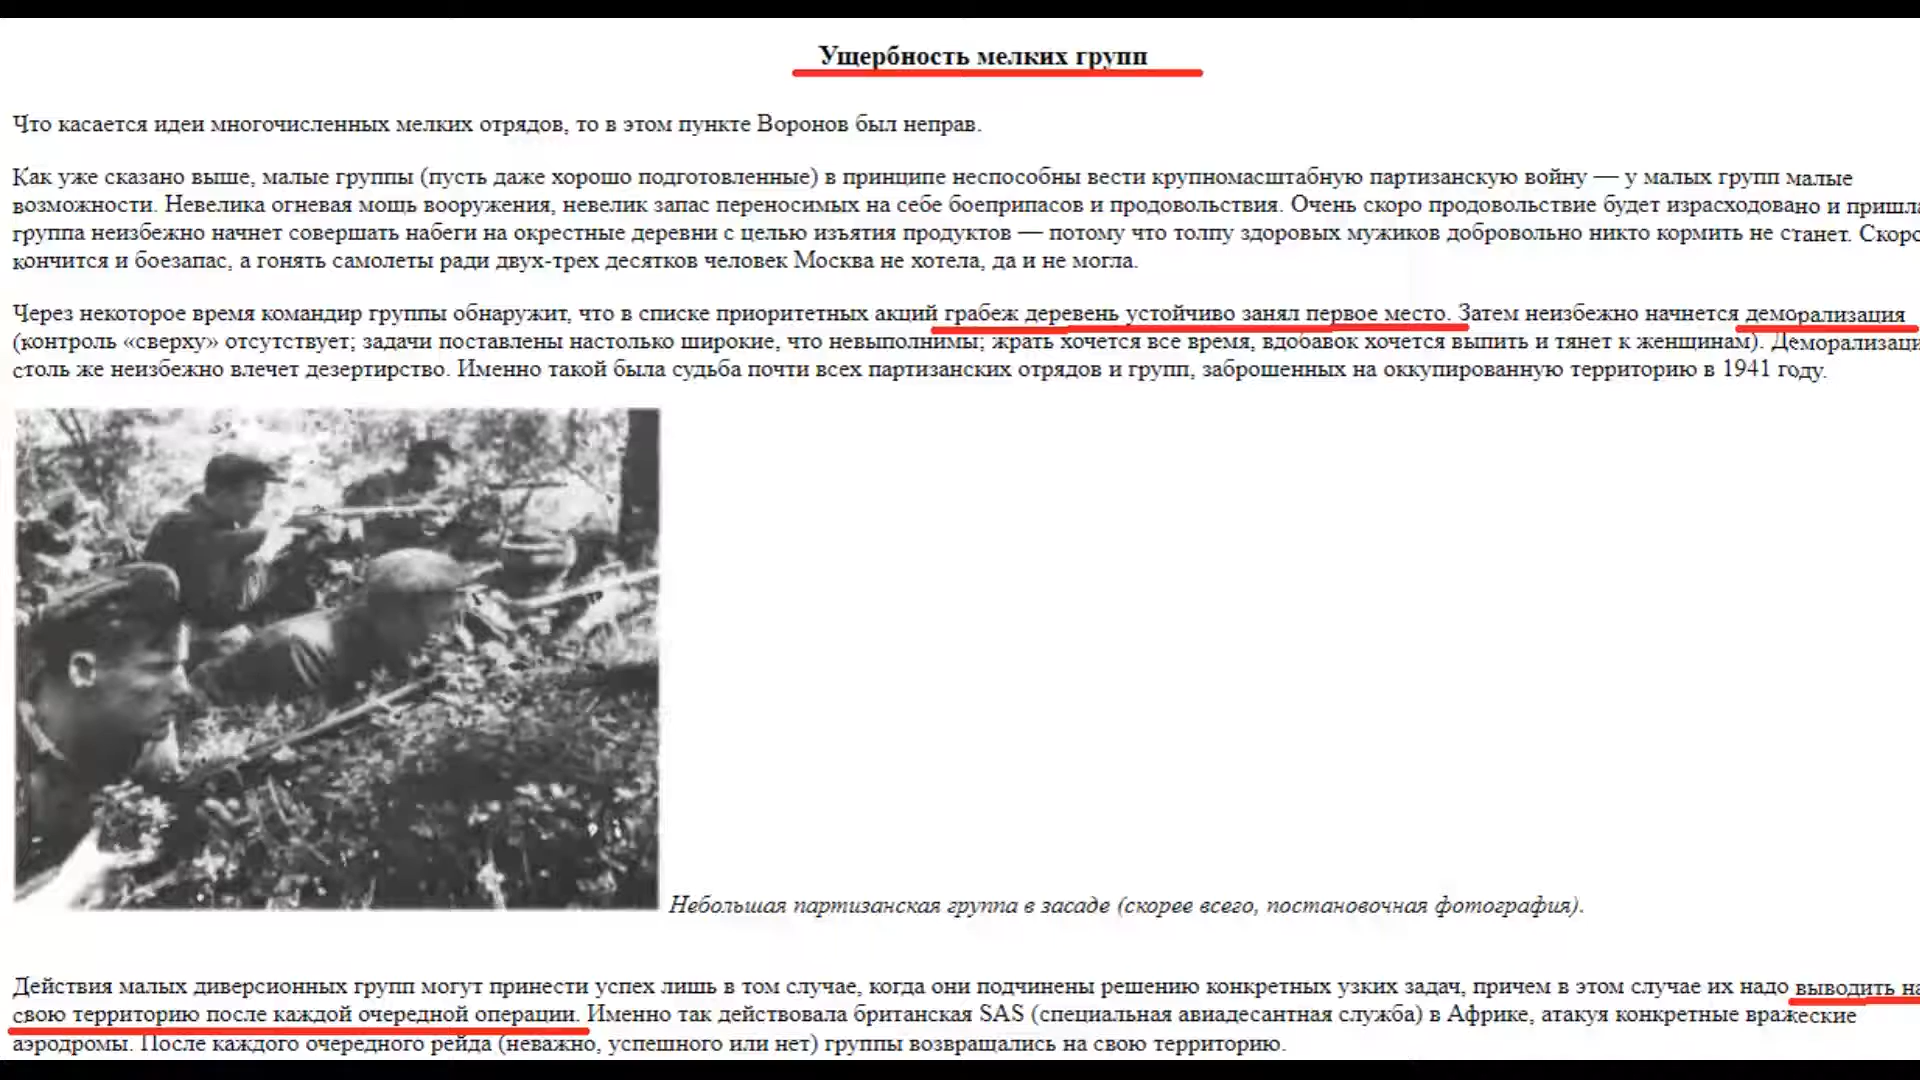 Ущербность мелких групп
Что касается идеи многочисленных мелких отрядов, то в этом пункте Воронов был неправ.
Как уже сказано выше, малые группы (пусть даже хорошо подготовленные) в принципе неспособны вести крупномасштабную партизанскую войну — у малых групп малые
возможности. Невелика огневая мощь вооружения, невелик запас переносимых на себе боеприпасов и продовольствия. Очень скоро продовольствие будет израсходовано и пришла
группа неизбежно начнет совершать набеги на окрестные деревни с целью изъятия продуктов — потому что толпу здоровых мужиков добровольно никто кормить не станет. Скоро
кончится и боезапас, а гонять самолеты ради двух-трех десятков человек Москва не хотела, да и не могла.
Через некоторое время командир группы обнаружит, что в списке приоритетных акций грабеж деревень устойчиво занял первое место. Затем неизбежно начнется деморализация
(контроль «сверху» отсутствует; задачи поставлены настолько широкие, что невыполнимы; жрать хочется все время, вдобавок хочется выпить и тянет к женщинам). Деморализаци
столь же неизбежно влечет дезертирство. Именно такой была судьба почти всех партизанских отрядов и групп, заброшенных на оккупированную территорию в 1941 году.
Небольшая партизанская группа в засаде (скорее всего, постановочная фотография).
Действия малых диверсионных групп могут принести успех лишь в том случае, когда они подчинены решению конкретных узких задач, причем в этом случае их надо выводить на
свою территорию после каждой очередной операции. Именно так действовала британская SAS (специальная авиадесантная служба) в Африке, атакуя конкретные вражеские
аэродромы. После каждого очередного рейда (неважно, успешного или нет) группы возвращались на свою территорию.